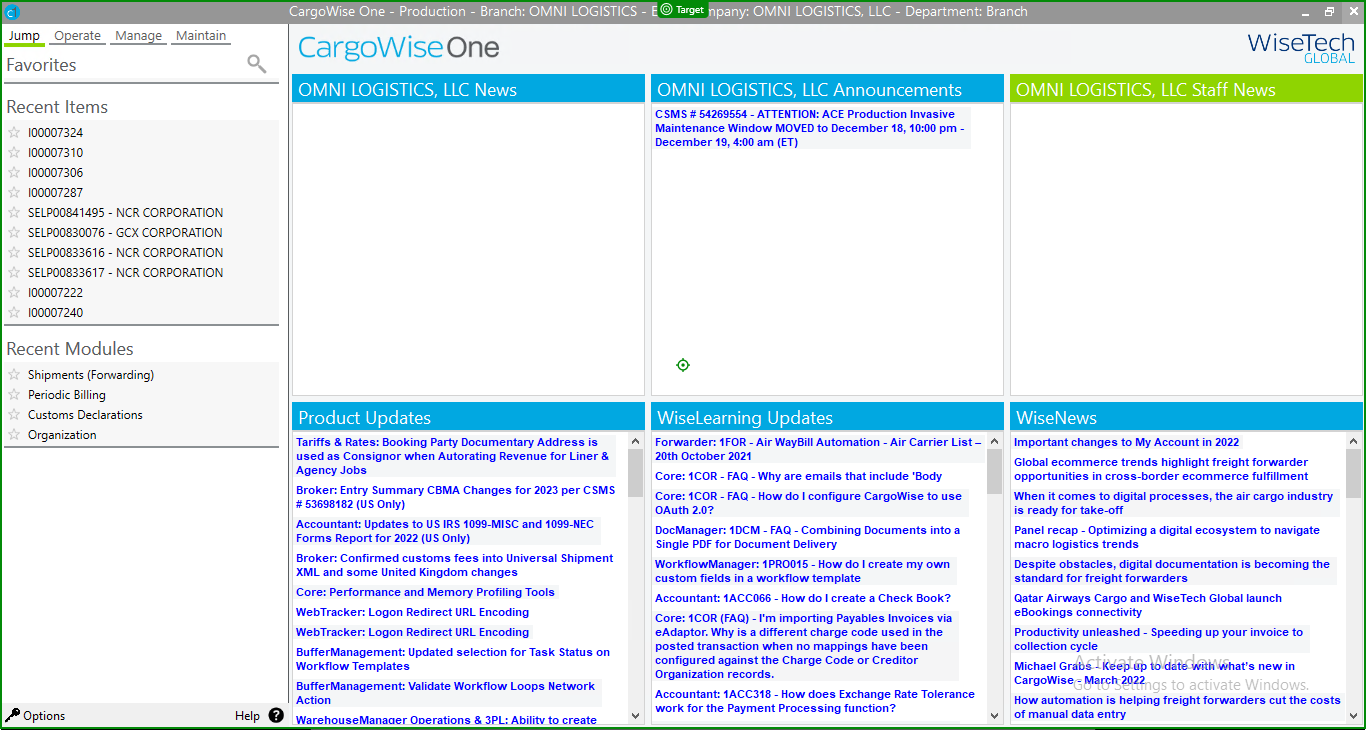 CargoWise One - Production - Branch: OMNI LOGISTICS - E
Target
mpany: OMNI LOGISTICS, LLC - Department: Branch
Jump
Operate
Manage
Maintain
Favorites
Recent Items
I00007324
I00007310
I00007306
I00007287
SELP00841495 - NCR CORPORATION
SELP00830076 - GCX CORPORATION
SELP00833616 - NCR CORPORATION
SELP00833617 - NCR CORPORATION
I00007222
I00007240
Recent Modules
Shipments (Forwarding)
Periodic Billing
Customs Declarations
Organization
Options
Help
CargoWise One
WiseTech
GLOBAL
OMNI LOGISTICS, LLC News
OMNI LOGISTICS, LLC Announcements
CSMS # 54269554 - ATTENTION: ACE Production Invasive
Maintenance Window MOVED to December 18, 10:00 pm -
December 19, 4:00 am (ET)
OMNI LOGISTICS, LLC Staff News
Product Updates
Tariffs & Rates: Booking Party Documentary Address is
used as Consignor when Autorating Revenue for Liner &
Agency Jobs
Broker: Entry Summary CBMA Changes for 2023 per CSMS
# 53698182 (US Only)
Accountant: Updates to US IRS 1099-MISC and 1099-NEC
Forms Report for 2022 (US Only)
Broker: Confirmed customs fees into Universal Shipment
XML and some United Kingdom changes
Core: Performance and Memory Profiling Tools
WebTracker: Logon Redirect URL Encoding
WebTracker: Logon Redirect URL Encoding
BufferManagement: Updated selection for Task Status on
Workflow Templates
BufferManagement: Validate Workflow Loops Network
Action
WarehouseManager Operations & 3PL: Ability to create
WiseLearning Updates
Forwarder: 1FOR - Air WayBill Automation - Air Carrier List –
20th October 2021
Core: 1COR - FAQ - Why are emails that include 'Body
Core: 1COR - FAQ - How do I configure CargoWise to use
OAuth 2.0?
DocManager: 1DCM - FAQ - Combining Documents into a
Single PDF for Document Delivery
WorkflowManager: 1PRO015 - How do I create my own
custom fields in a workflow template
Accountant: 1ACC066 - How do I create a Check Book?
Core: 1COR (FAQ) - I'm importing Payables Invoices via
eAdaptor. Why is a different charge code used in the
posted transaction when no mappings have been
configured against the Charge Code or Creditor
Organization records.
Accountant: 1ACC318 - How does Exchange Rate Tolerance
work for the Payment Processing function?
WiseNews
Important changes to My Account in 2022
Global ecommerce trends highlight freight forwarder
opportunities in cross-border ecommerce fulfillment
When it comes to digital processes, the air cargo industry
is ready for take-off
Panel recap - Optimizing a digital ecosystem to navigate
macro logistics trends
Despite obstacles, digital documentation is becoming the
standard for freight forwarders
Qatar Airways Cargo and WiseTech Global launch
eBookings connectivity
Productivity unleashed - Speeding up your invoice to
collection cycle
Michael Grabs - Keep up to date with what's new in
CargoWise - March 2022
How automation is helping freight forwarders cut the costs
of manual data entry
Activate Windows
Go to Settings to activate Windows.